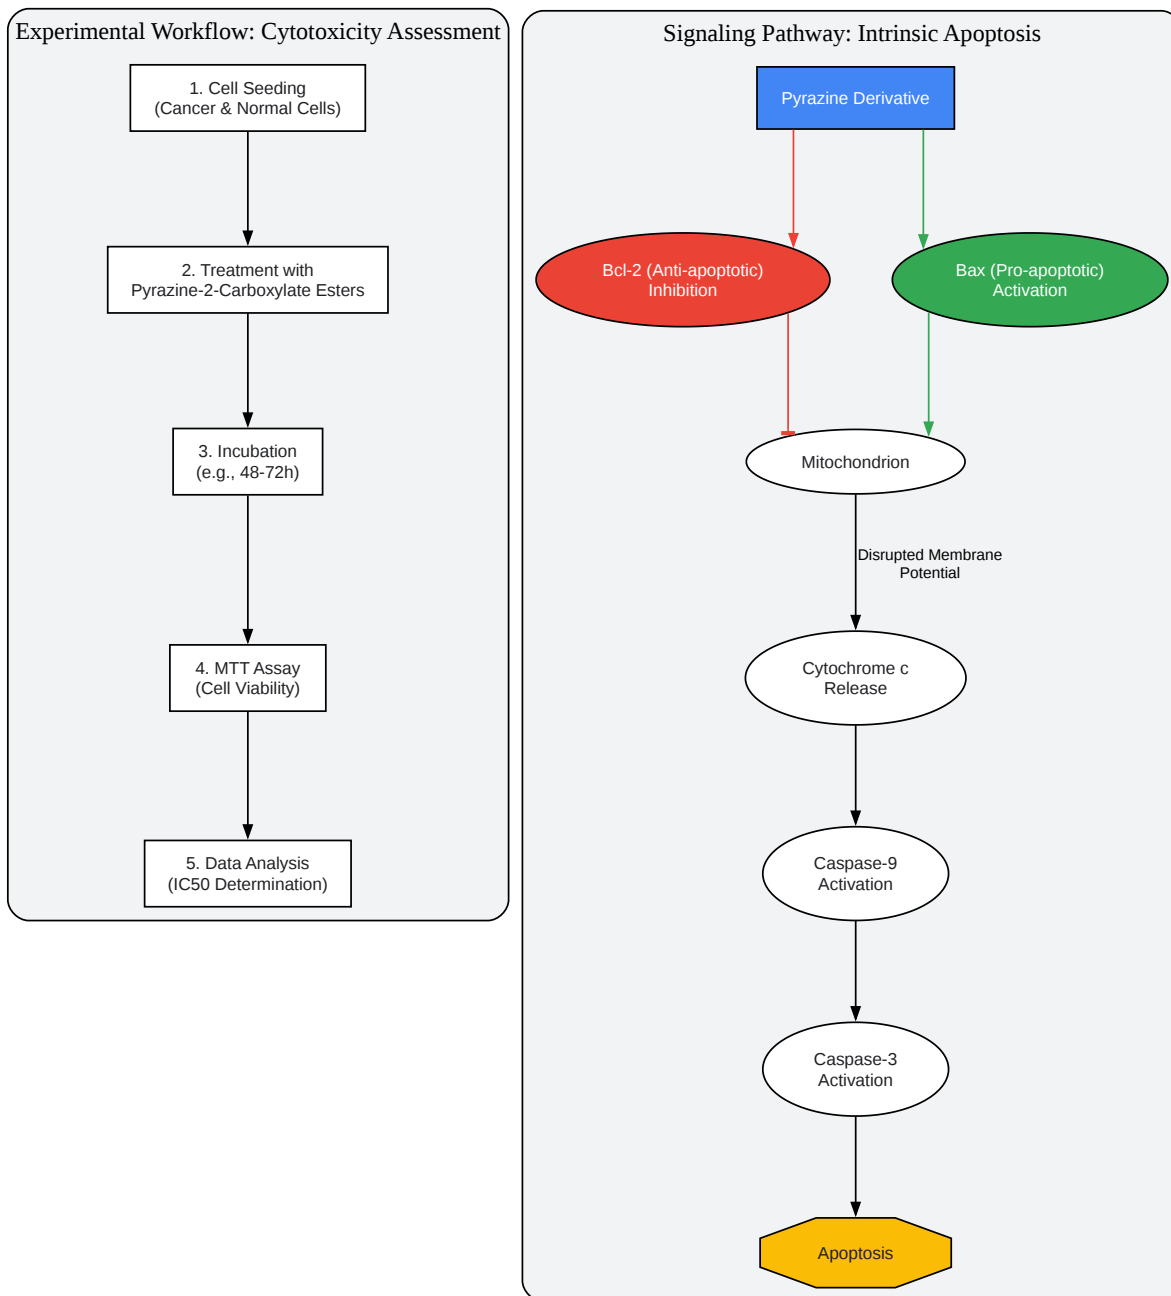 Experimental Workflow: Cytotoxicity Assessment
1. Cell Seeding
(Cancer & Normal Cells)
2. Treatment with
Pyrazine-2-Carboxylate Esters
3. Incubation
(e.g., 48-72h)
4. MTT Assay
(Cell Viability)
5. Data Analysis
(IC50 Determination)
Signaling Pathway: Intrinsic Apoptosis
Pyrazine Derivative
Bcl-2 (Anti-apoptotic)
Inhibition
Bax (Pro-apoptotic)
Activation
Mitochondrion
Disrupted Membrane
Potential
Cytochrome c
Release
Caspase-9
Activation
Caspase-3
Activation
Apoptosis